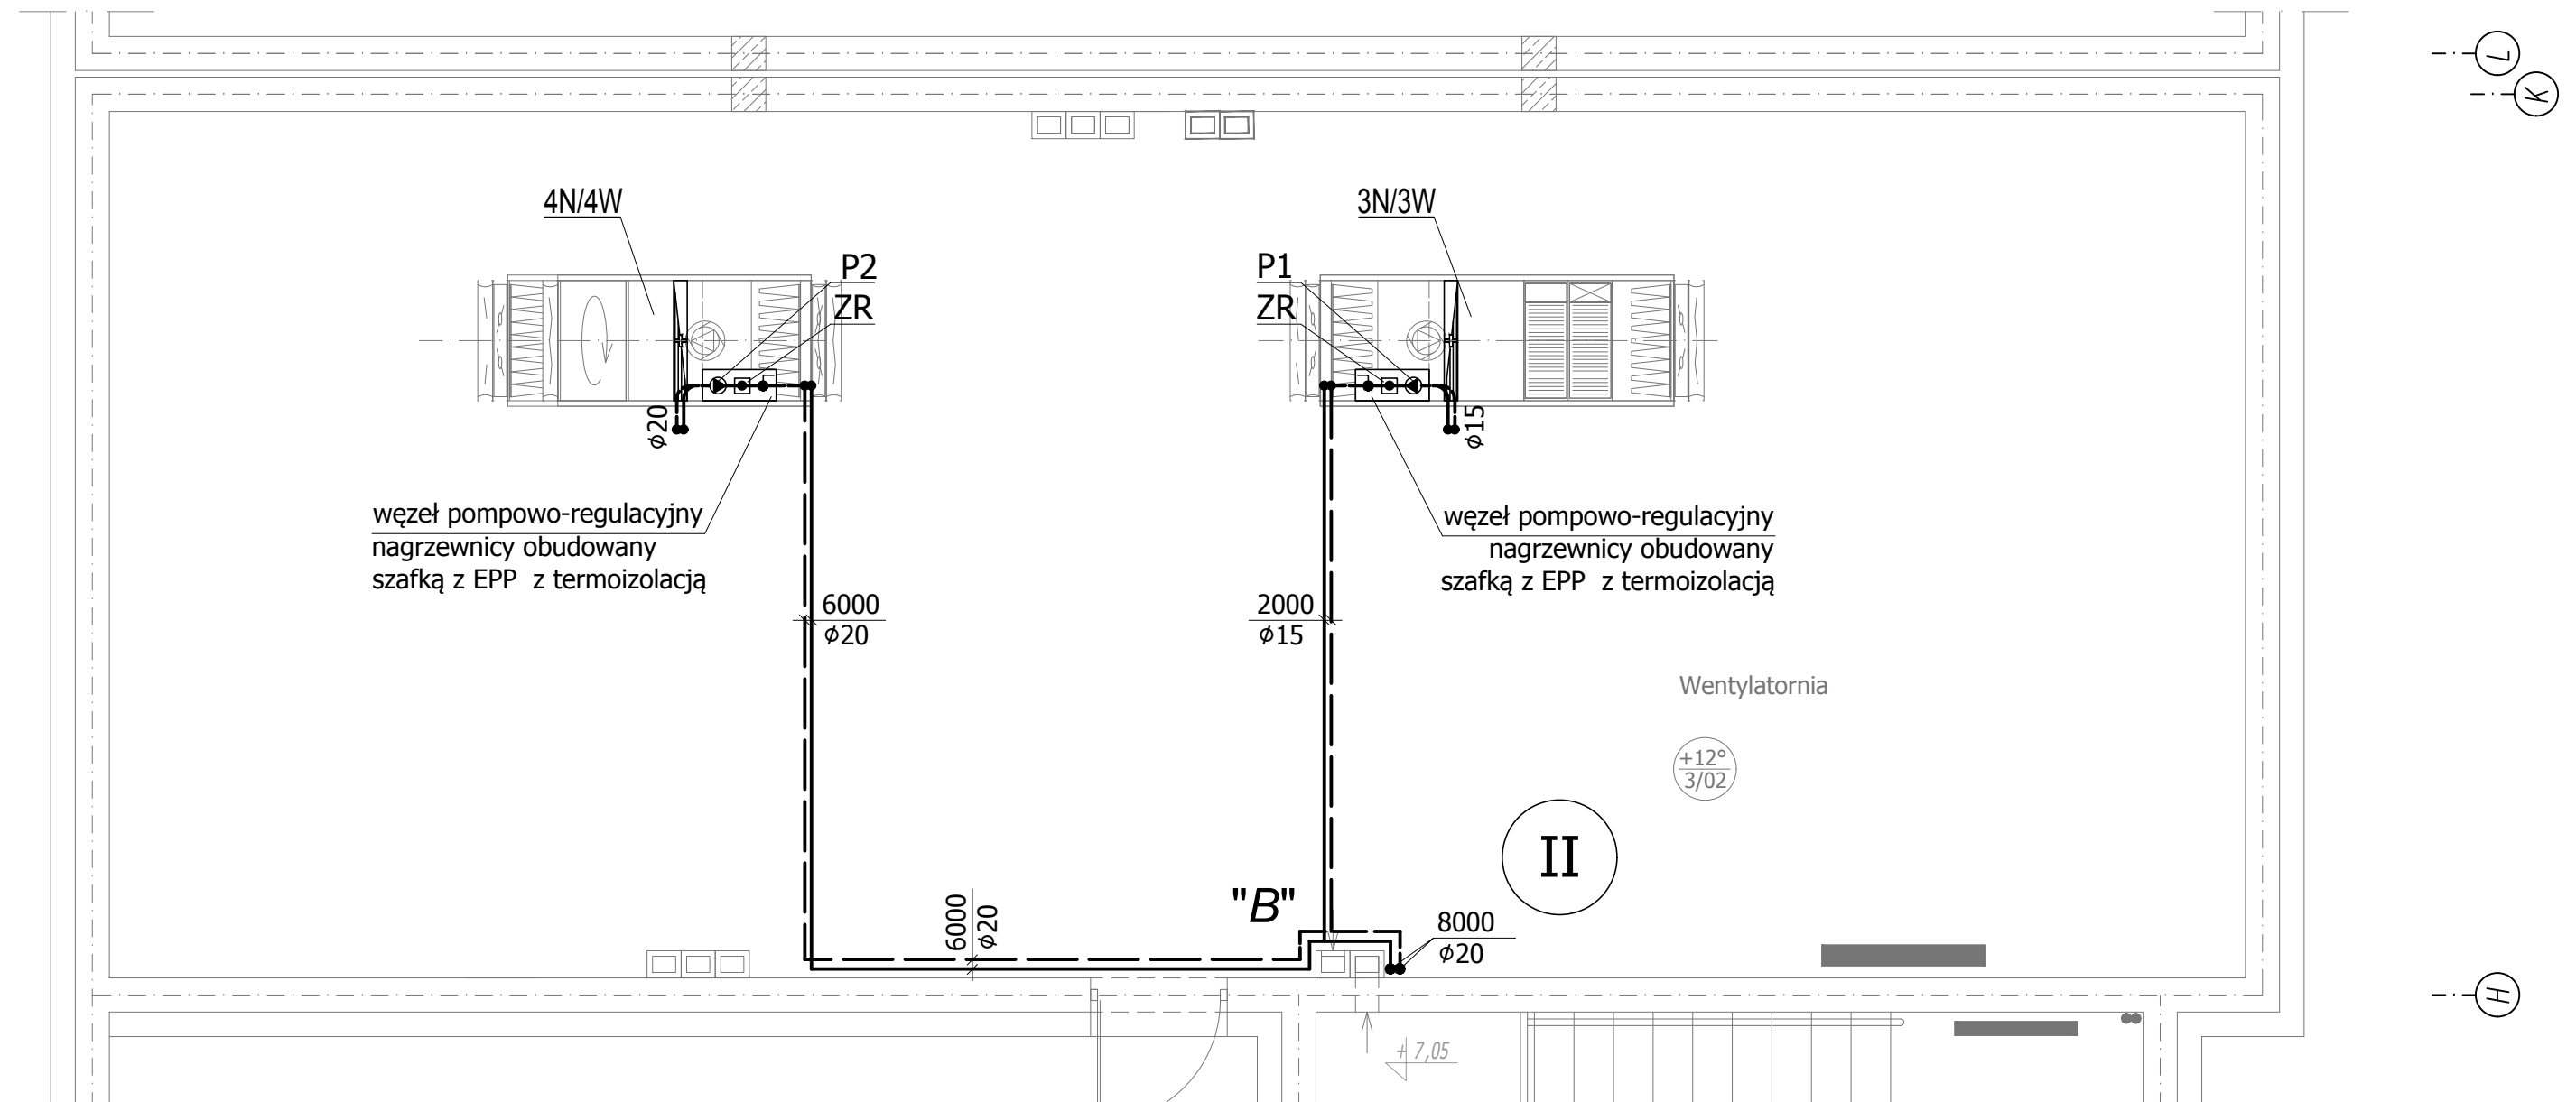 L
K
4N/4W
3N/3W
P2
ZR
P1
ZR
ϕ20
ϕ15
węzeł pompowo-regulacyjny
nagrzewnicy obudowany
szafką z EPP z termoizolacją
węzeł pompowo-regulacyjny
nagrzewnicy obudowany
szafką z EPP z termoizolacją
6000
ϕ20
2000
ϕ15
Wentylatornia
+12°
3/02
II
"B"
6000
ϕ20
8000
ϕ20
H
+ 7,05